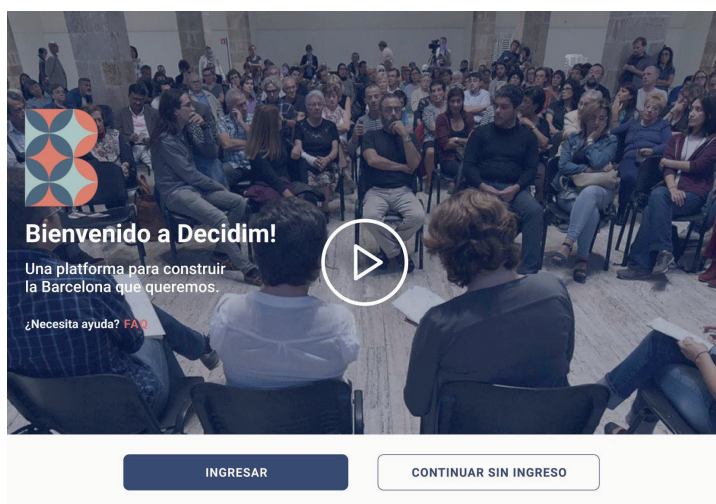 Bienvenido a Decidim!
Una platforma para construir
la Barcelona que queremos.
¿Necesita ayuda? FAQ
INGRESAR
CONTINUAR SIN INGRESO